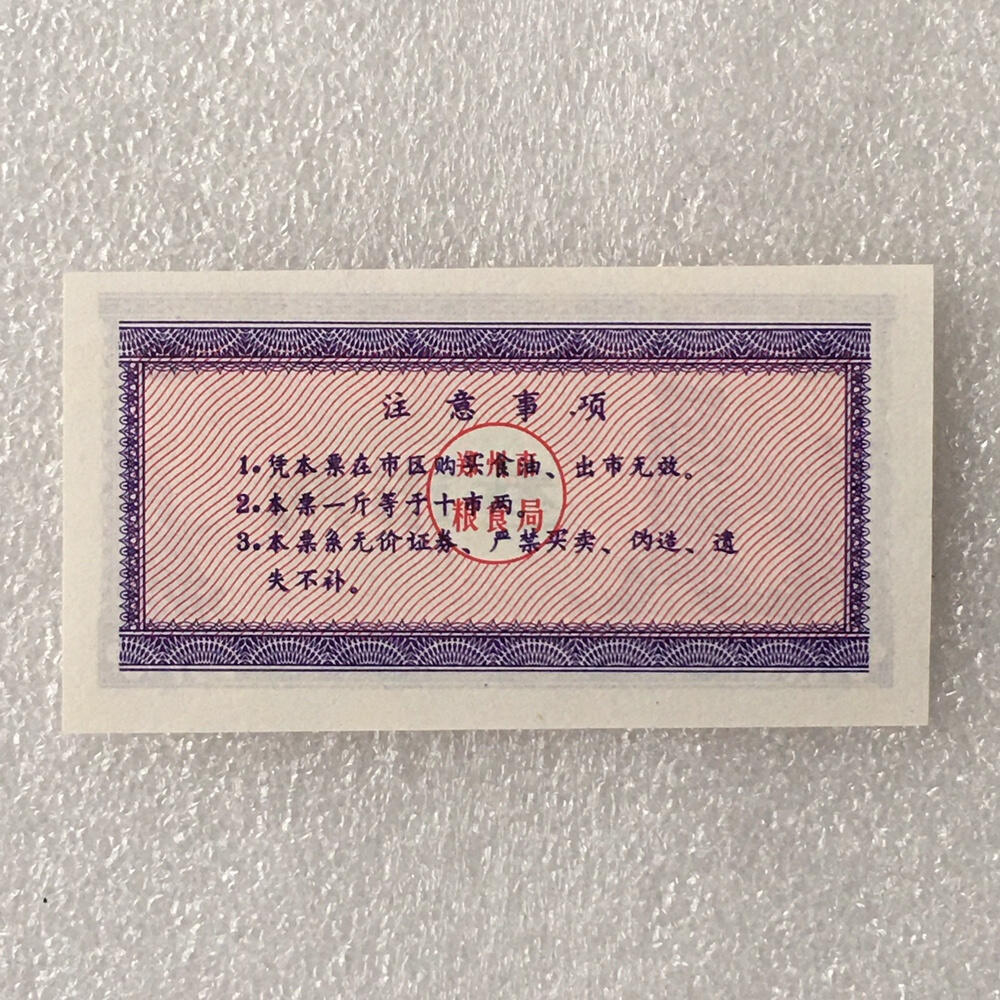 注意事项
1.凭本票在市区购买食油、出市无效。
2.本票一斤等于十市两。
3.本票系无价证券、严禁买卖、伪造、遗
失不补。
郑州市
粮食局